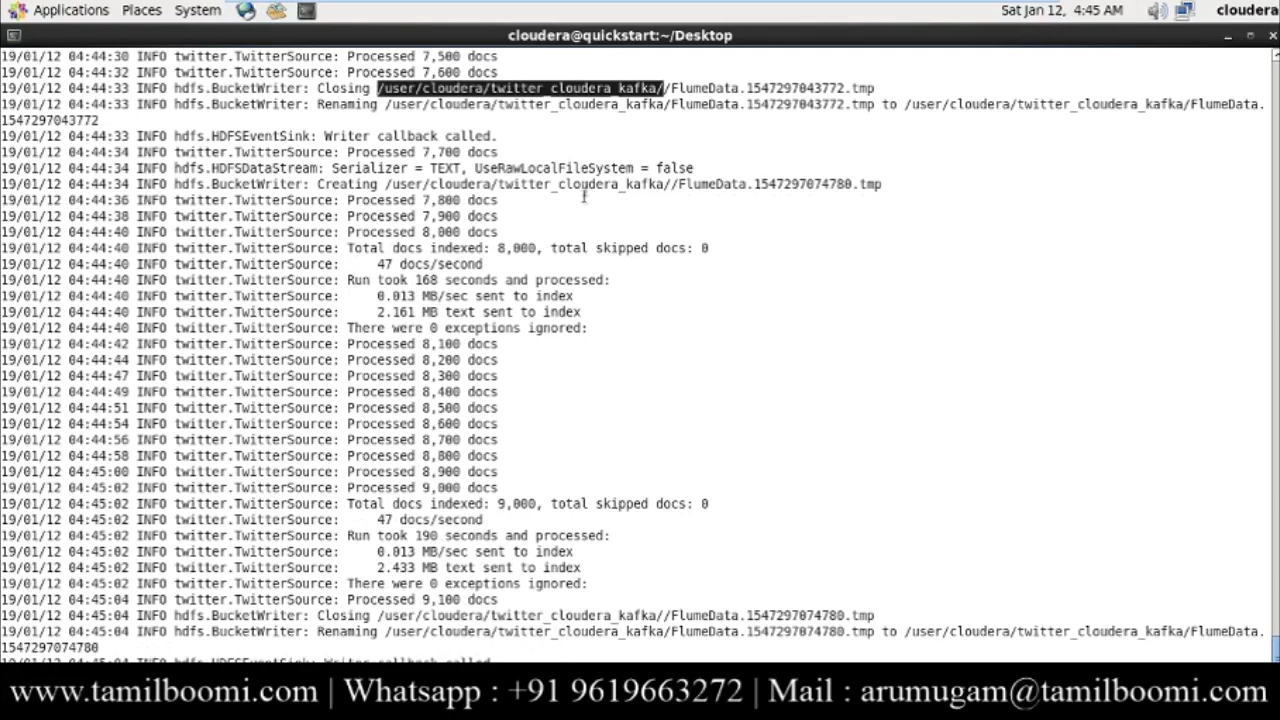 Applications Places System Sat Jan 12, 4:45 AM cloudera
cloudera@quickstart:~/Desktop
19/01/12 04:44:30 INFO twitter.TwitterSource: Processed 7,500 docs
19/01/12 04:44:32 INFO twitter.TwitterSource: Processed 7,600 docs
19/01/12 04:44:33 INFO hdfs.BucketWriter: Closing /user/cloudera/twitter_cloudera_kafka//FlumeData.1547297043772.tmp
19/01/12 04:44:33 INFO hdfs.BucketWriter: Renaming /user/cloudera/twitter_cloudera_kafka/FlumeData.1547297043772.tmp to /user/cloudera/twitter_cloudera_kafka/FlumeData.
1547297043772
19/01/12 04:44:33 INFO hdfs.HDFSEventSink: Writer callback called.
19/01/12 04:44:34 INFO twitter.TwitterSource: Processed 7,700 docs
19/01/12 04:44:34 INFO hdfs.HDFSDataStream: Serializer = TEXT, UseRawLocalFileSystem = false
19/01/12 04:44:34 INFO hdfs.BucketWriter: Creating /user/cloudera/twitter_cloudera_kafka//FlumeData.1547297074780.tmp
19/01/12 04:44:36 INFO twitter.TwitterSource: Processed 7,800 docs
19/01/12 04:44:38 INFO twitter.TwitterSource: Processed 7,900 docs
19/01/12 04:44:40 INFO twitter.TwitterSource: Processed 8,000 docs
19/01/12 04:44:40 INFO twitter.TwitterSource: Total docs indexed: 8,000, total skipped docs: 0
19/01/12 04:44:40 INFO twitter.TwitterSource:     47 docs/second
19/01/12 04:44:40 INFO twitter.TwitterSource: Run took 168 seconds and processed:
19/01/12 04:44:40 INFO twitter.TwitterSource:     0.013 MB/sec sent to index
19/01/12 04:44:40 INFO twitter.TwitterSource:     2.161 MB text sent to index
19/01/12 04:44:40 INFO twitter.TwitterSource: There were 0 exceptions ignored:
19/01/12 04:44:42 INFO twitter.TwitterSource: Processed 8,100 docs
19/01/12 04:44:44 INFO twitter.TwitterSource: Processed 8,200 docs
19/01/12 04:44:47 INFO twitter.TwitterSource: Processed 8,300 docs
19/01/12 04:44:49 INFO twitter.TwitterSource: Processed 8,400 docs
19/01/12 04:44:51 INFO twitter.TwitterSource: Processed 8,500 docs
19/01/12 04:44:54 INFO twitter.TwitterSource: Processed 8,600 docs
19/01/12 04:44:56 INFO twitter.TwitterSource: Processed 8,700 docs
19/01/12 04:44:58 INFO twitter.TwitterSource: Processed 8,800 docs
19/01/12 04:45:00 INFO twitter.TwitterSource: Processed 8,900 docs
19/01/12 04:45:02 INFO twitter.TwitterSource: Processed 9,000 docs
19/01/12 04:45:02 INFO twitter.TwitterSource: Total docs indexed: 9,000, total skipped docs: 0
19/01/12 04:45:02 INFO twitter.TwitterSource:     47 docs/second
19/01/12 04:45:02 INFO twitter.TwitterSource: Run took 190 seconds and processed:
19/01/12 04:45:02 INFO twitter.TwitterSource:     0.013 MB/sec sent to index
19/01/12 04:45:02 INFO twitter.TwitterSource:     2.433 MB text sent to index
19/01/12 04:45:02 INFO twitter.TwitterSource: There were 0 exceptions ignored:
19/01/12 04:45:04 INFO twitter.TwitterSource: Processed 9,100 docs
19/01/12 04:45:04 INFO hdfs.BucketWriter: Closing /user/cloudera/twitter_cloudera_kafka//FlumeData.1547297074780.tmp
19/01/12 04:45:04 INFO hdfs.BucketWriter: Renaming /user/cloudera/twitter_cloudera_kafka/FlumeData.1547297074780.tmp to /user/cloudera/twitter_cloudera_kafka/FlumeData.
1547297074780
19/01/12 04:45:04 INFO hdfs.HDFSEventSink: Writer callback called.
www.tamilboomi.com | Whatsapp : +91 9619663272 | Mail : arumugam@tamilboomi.com